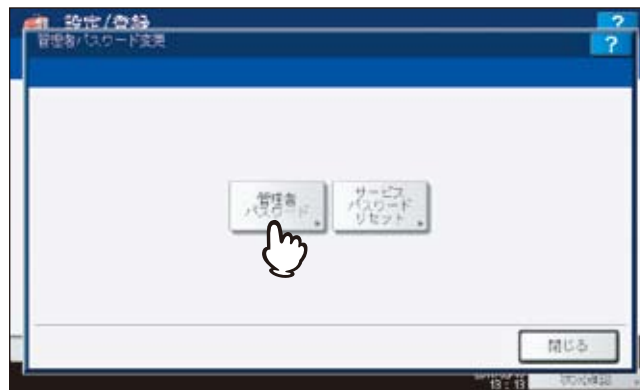 設定/登録
?
管理者パスワード変更
?
管理者
パスワード
サービス
パスワード
リセット
閉じる
13:13